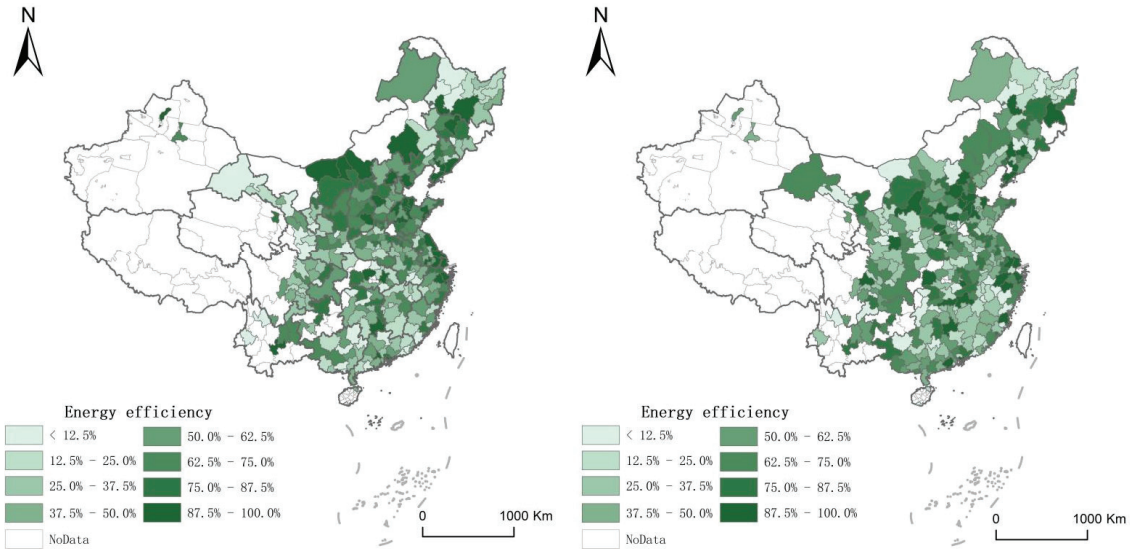 N
Energy efficiency
< 12.5%
12.5% - 25.0%
25.0% - 37.5%
37.5% - 50.0%
NoData
50.0% - 62.5%
62.5% - 75.0%
75.0% - 87.5%
87.5% - 100.0%
0 1000 Km
N
Energy efficiency
< 12.5%
12.5% - 25.0%
25.0% - 37.5%
37.5% - 50.0%
NoData
50.0% - 62.5%
62.5% - 75.0%
75.0% - 87.5%
87.5% - 100.0%
0 1000 Km